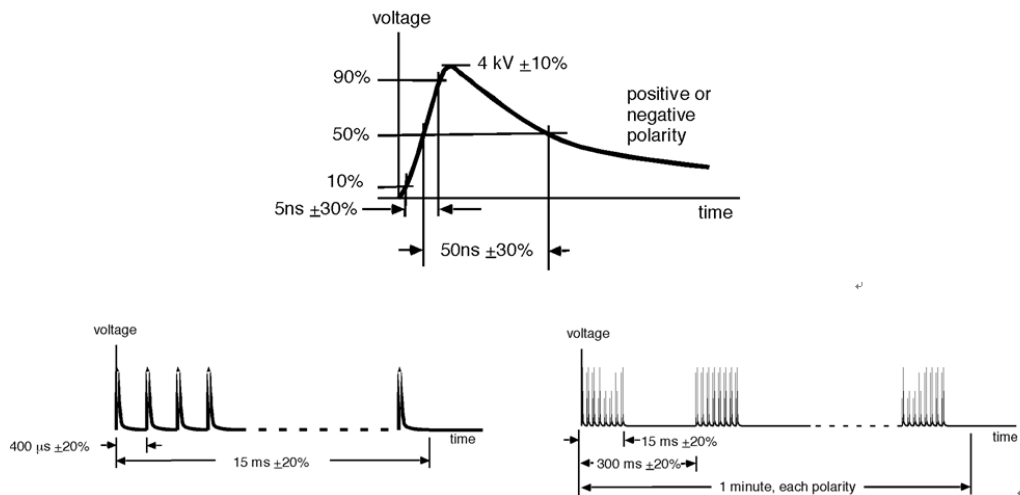 voltage
4 kV ±10%
90%
positive or
negative
polarity
50%
10%
5ns ±30%
time
50ns ±30%
voltage
400 µs ±20%
time
15 ms ±20%
voltage
time
15 ms ±20%
300 ms ±20%
1 minute, each polarity